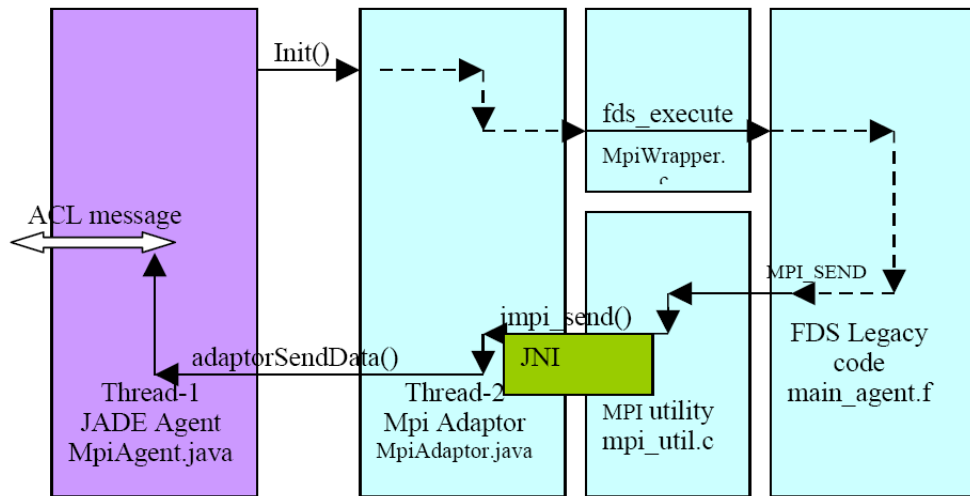 Init()
fds_execute
MpiWrapper.
c
ACL message
MPI_SEND
impi_send()
JNI
adaptorSendData()
Thread-1
JADE Agent
MpiAgent.java
Thread-2
Mpi Adaptor
MpiAdaptor.java
MPI utility
mpi_util.c
FDS Legacy
code
main_agent.f